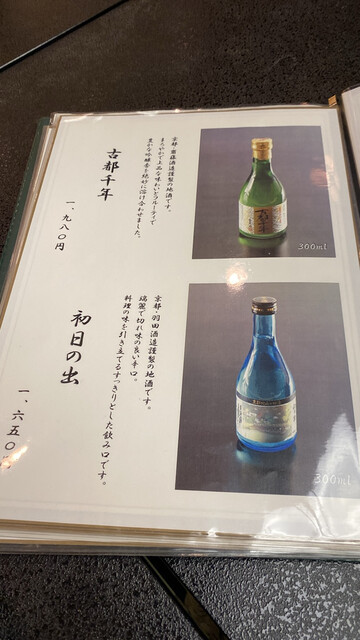 古都千年
京都・齊藤酒造謹製の地酒です。
まろやかで上品な味わいとフルーティで
豊かな吟醸香を絶妙に溶け合わせました。
一、九八〇円
300ml
初日の出
京都・羽田酒造謹製の地酒です。
端麗で切れ味の良い辛口。
料理の味を引き立てるすっきりとした飲み口です。
一、六五〇円
300ml